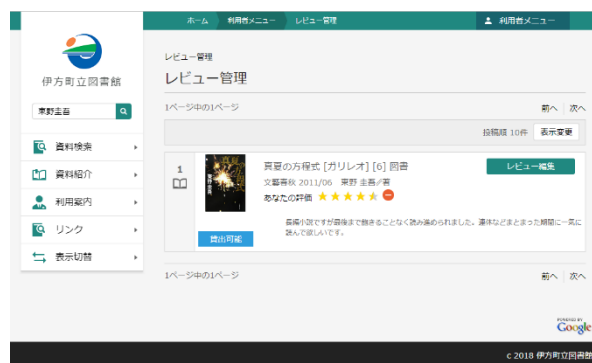 ホーム 利用者メニュー レビュー管理 利用者メニュー
伊方町立図書館
東野圭吾
資料検索
資料紹介
利用案内
リンク
表示切替
レビュー管理
レビュー管理
1ページ中の1ページ 前へ 次へ
投稿順 10件 表示変更
1
真夏の方程式 [ガリレオ] [6] 図書
レビュー編集
文藝春秋 2011/06 東野 圭吾/著
あなたの評価
長編小説ですが最後まで飽きることなく読み進められました。連休などまとまった期間に一気に
読んで欲しいです。
貸出可能
1ページ中の1ページ 前へ 次へ
POWERED BY
Google
c 2018 伊方町立図書館